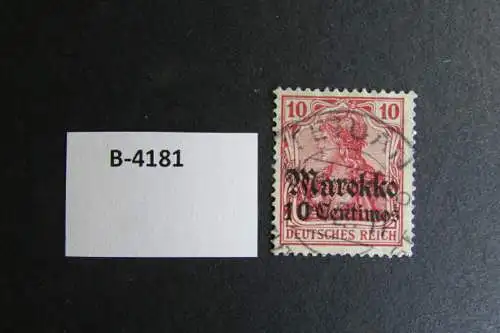 B-4181
10 10
Marokko
10 Centimos
DEUTSCHES REICH